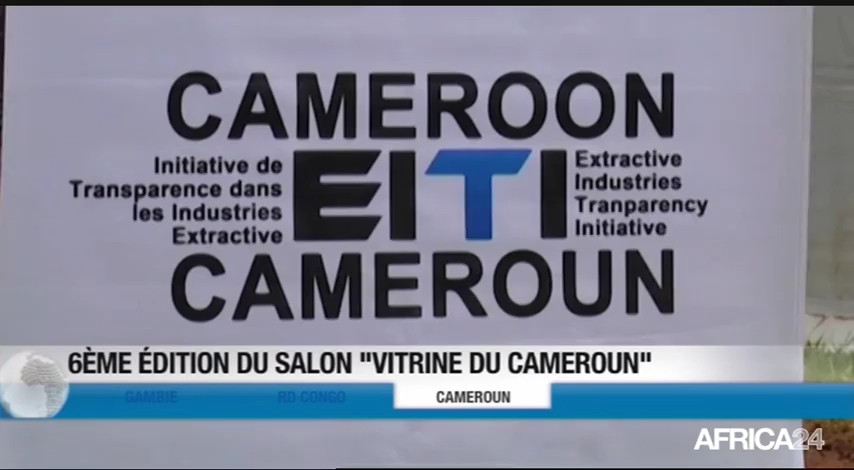 CAMEROON
Initiative de
Transparence dans
les Industries
Extractive
EITI
Extractive
Industries
Tranparency
Initiative
CAMEROUN
6ÈME ÉDITION DU SALON "VITRINE DU CAMEROUN"
GAMBIE RD CONGO CAMEROUN
AFRICA24